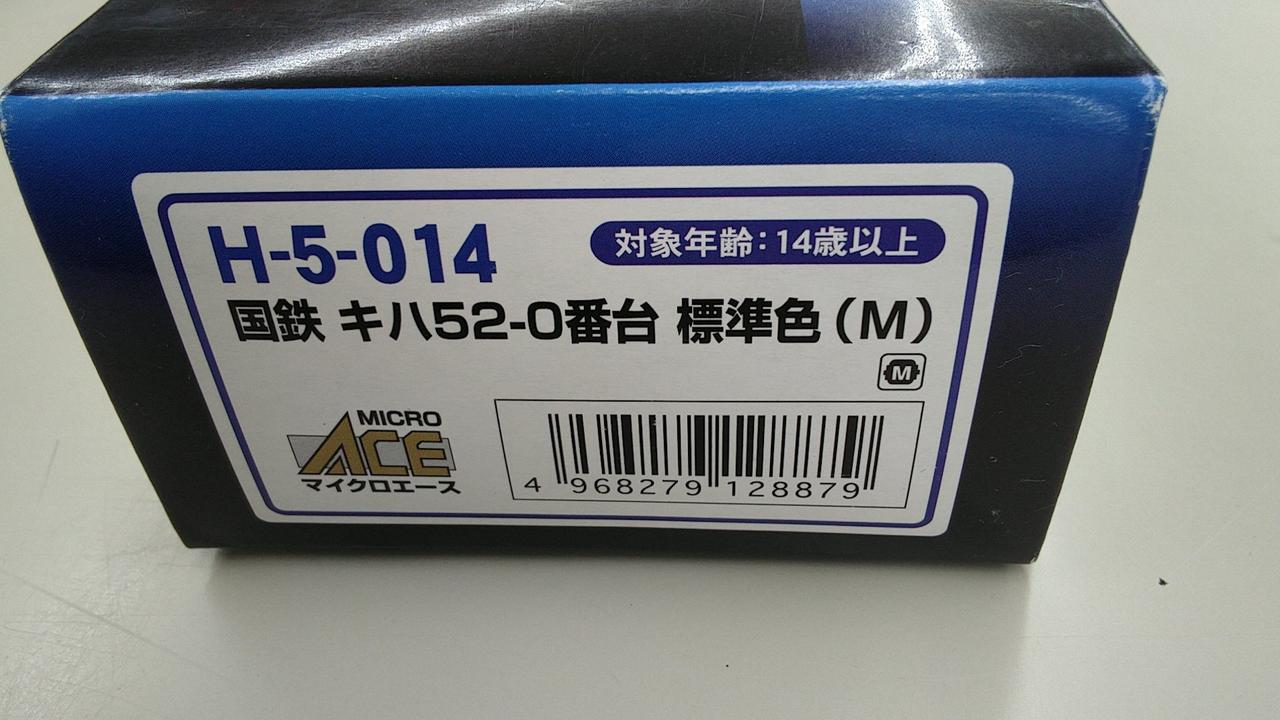 H-5-014
対象年齢：14歳以上
国鉄 キハ52-0番台 標準色（M）
M
MICRO
ACE
マイクロエース
4 968279 128879